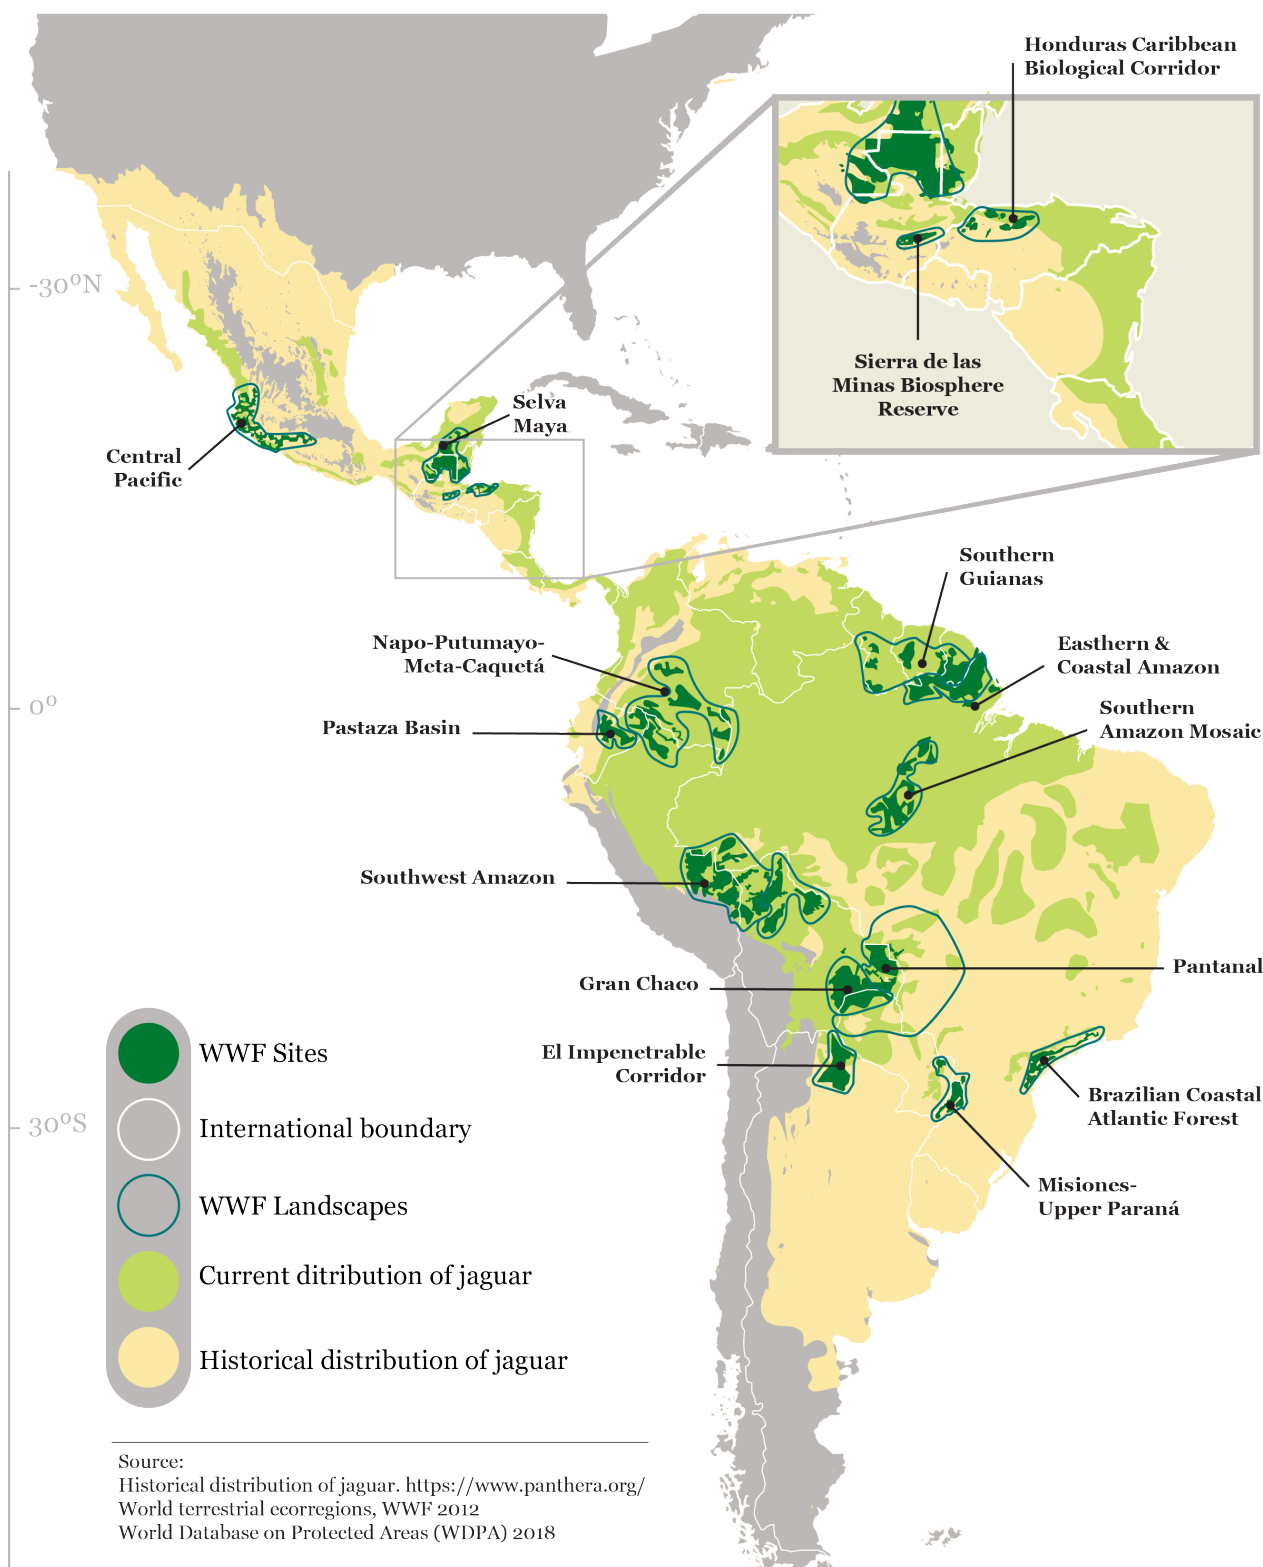 Honduras Caribbean
Biological Corridor
-30ºN
Sierra de las
Minas Biosphere
Reserve
Selva
Maya
Central
Pacific
Southern
Guianas
Napo-Putumayo-
Meta-Caquetá
Easthern &
Coastal Amazon
0º
Southern
Amazon Mosaic
Pastaza Basin
Southwest Amazon
Pantanal
Gran Chaco
El Impenetrable
Corridor
Brazilian Coastal
Atlantic Forest
30ºS
Misiones-
Upper Paraná
WWF Sites
International boundary
WWF Landscapes
Current ditribution of jaguar
Historical distribution of jaguar
Source:
Historical distribution of jaguar. https://www.panthera.org/
World terrestrial ecorregions, WWF 2012
World Database on Protected Areas (WDPA) 2018